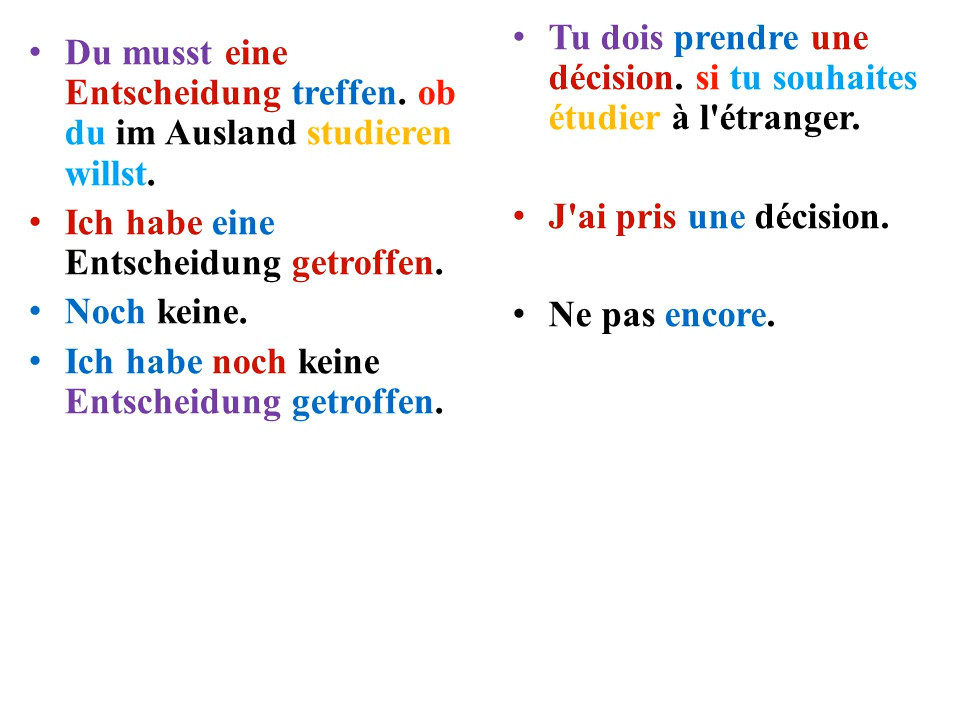 • Du musst eine
Entscheidung treffen. ob
du im Ausland studieren
willst.
• Ich habe eine
Entscheidung getroffen.
• Noch keine.
• Ich habe noch keine
Entscheidung getroffen.
• Tu dois prendre une
décision. si tu souhaites
étudier à l'étranger.
• J'ai pris une décision.
• Ne pas encore.